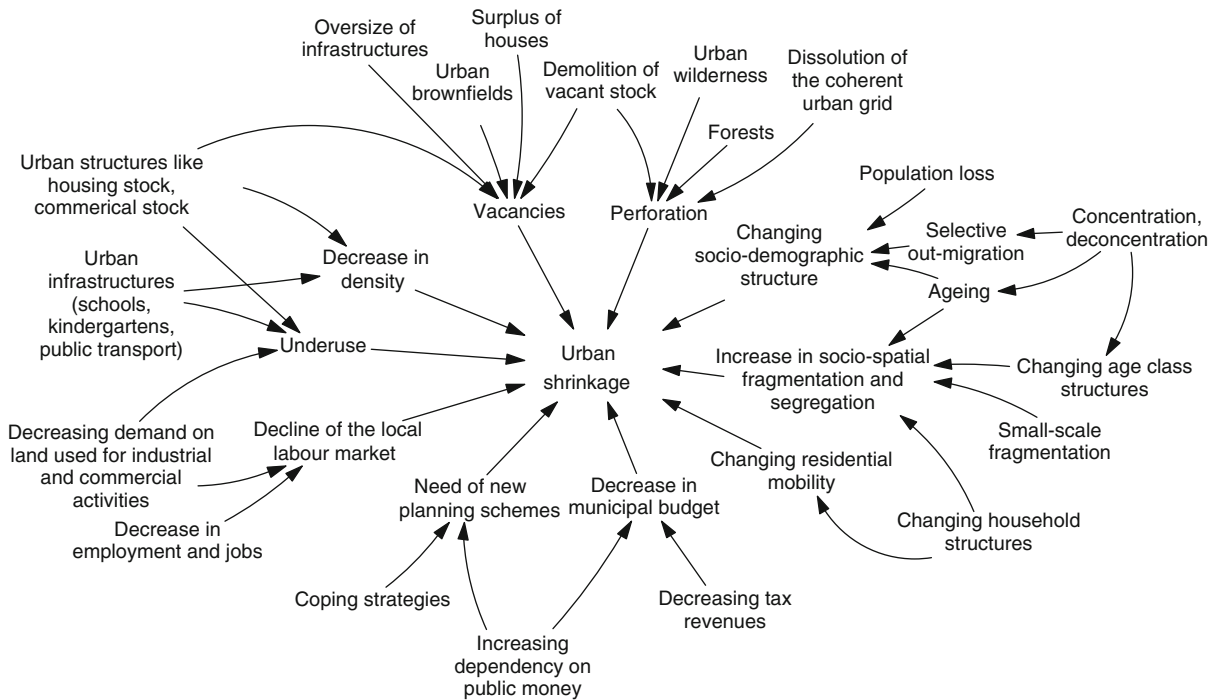 Oversize of
infrastructures
Surplus of
houses
Urban
brownfields
Demolition of
vacant stock
Urban
wilderness
Dissolution of
the coherent
urban grid
Forests
Urban structures like
housing stock,
commerical stock
Vacancies
Perforation
Population loss
Changing
socio-demographic
structure
Selective
out-migration
Concentration,
deconcentration
Urban
infrastructures
(schools,
kindergartens,
public transport)
Decrease in
density
Ageing
Underuse
Urban
shrinkage
Increase in socio-spatial
fragmentation and
segregation
Changing age class
structures
Decreasing demand on
land used for industrial
and commercial
activities
Decline of the local
labour market
Small-scale
fragmentation
Changing residential
mobility
Need of new
planning schemes
Decrease in
municipal budget
Decrease in
employment and jobs
Changing household
structures
Coping strategies
Decreasing tax
revenues
Increasing
dependency on
public money